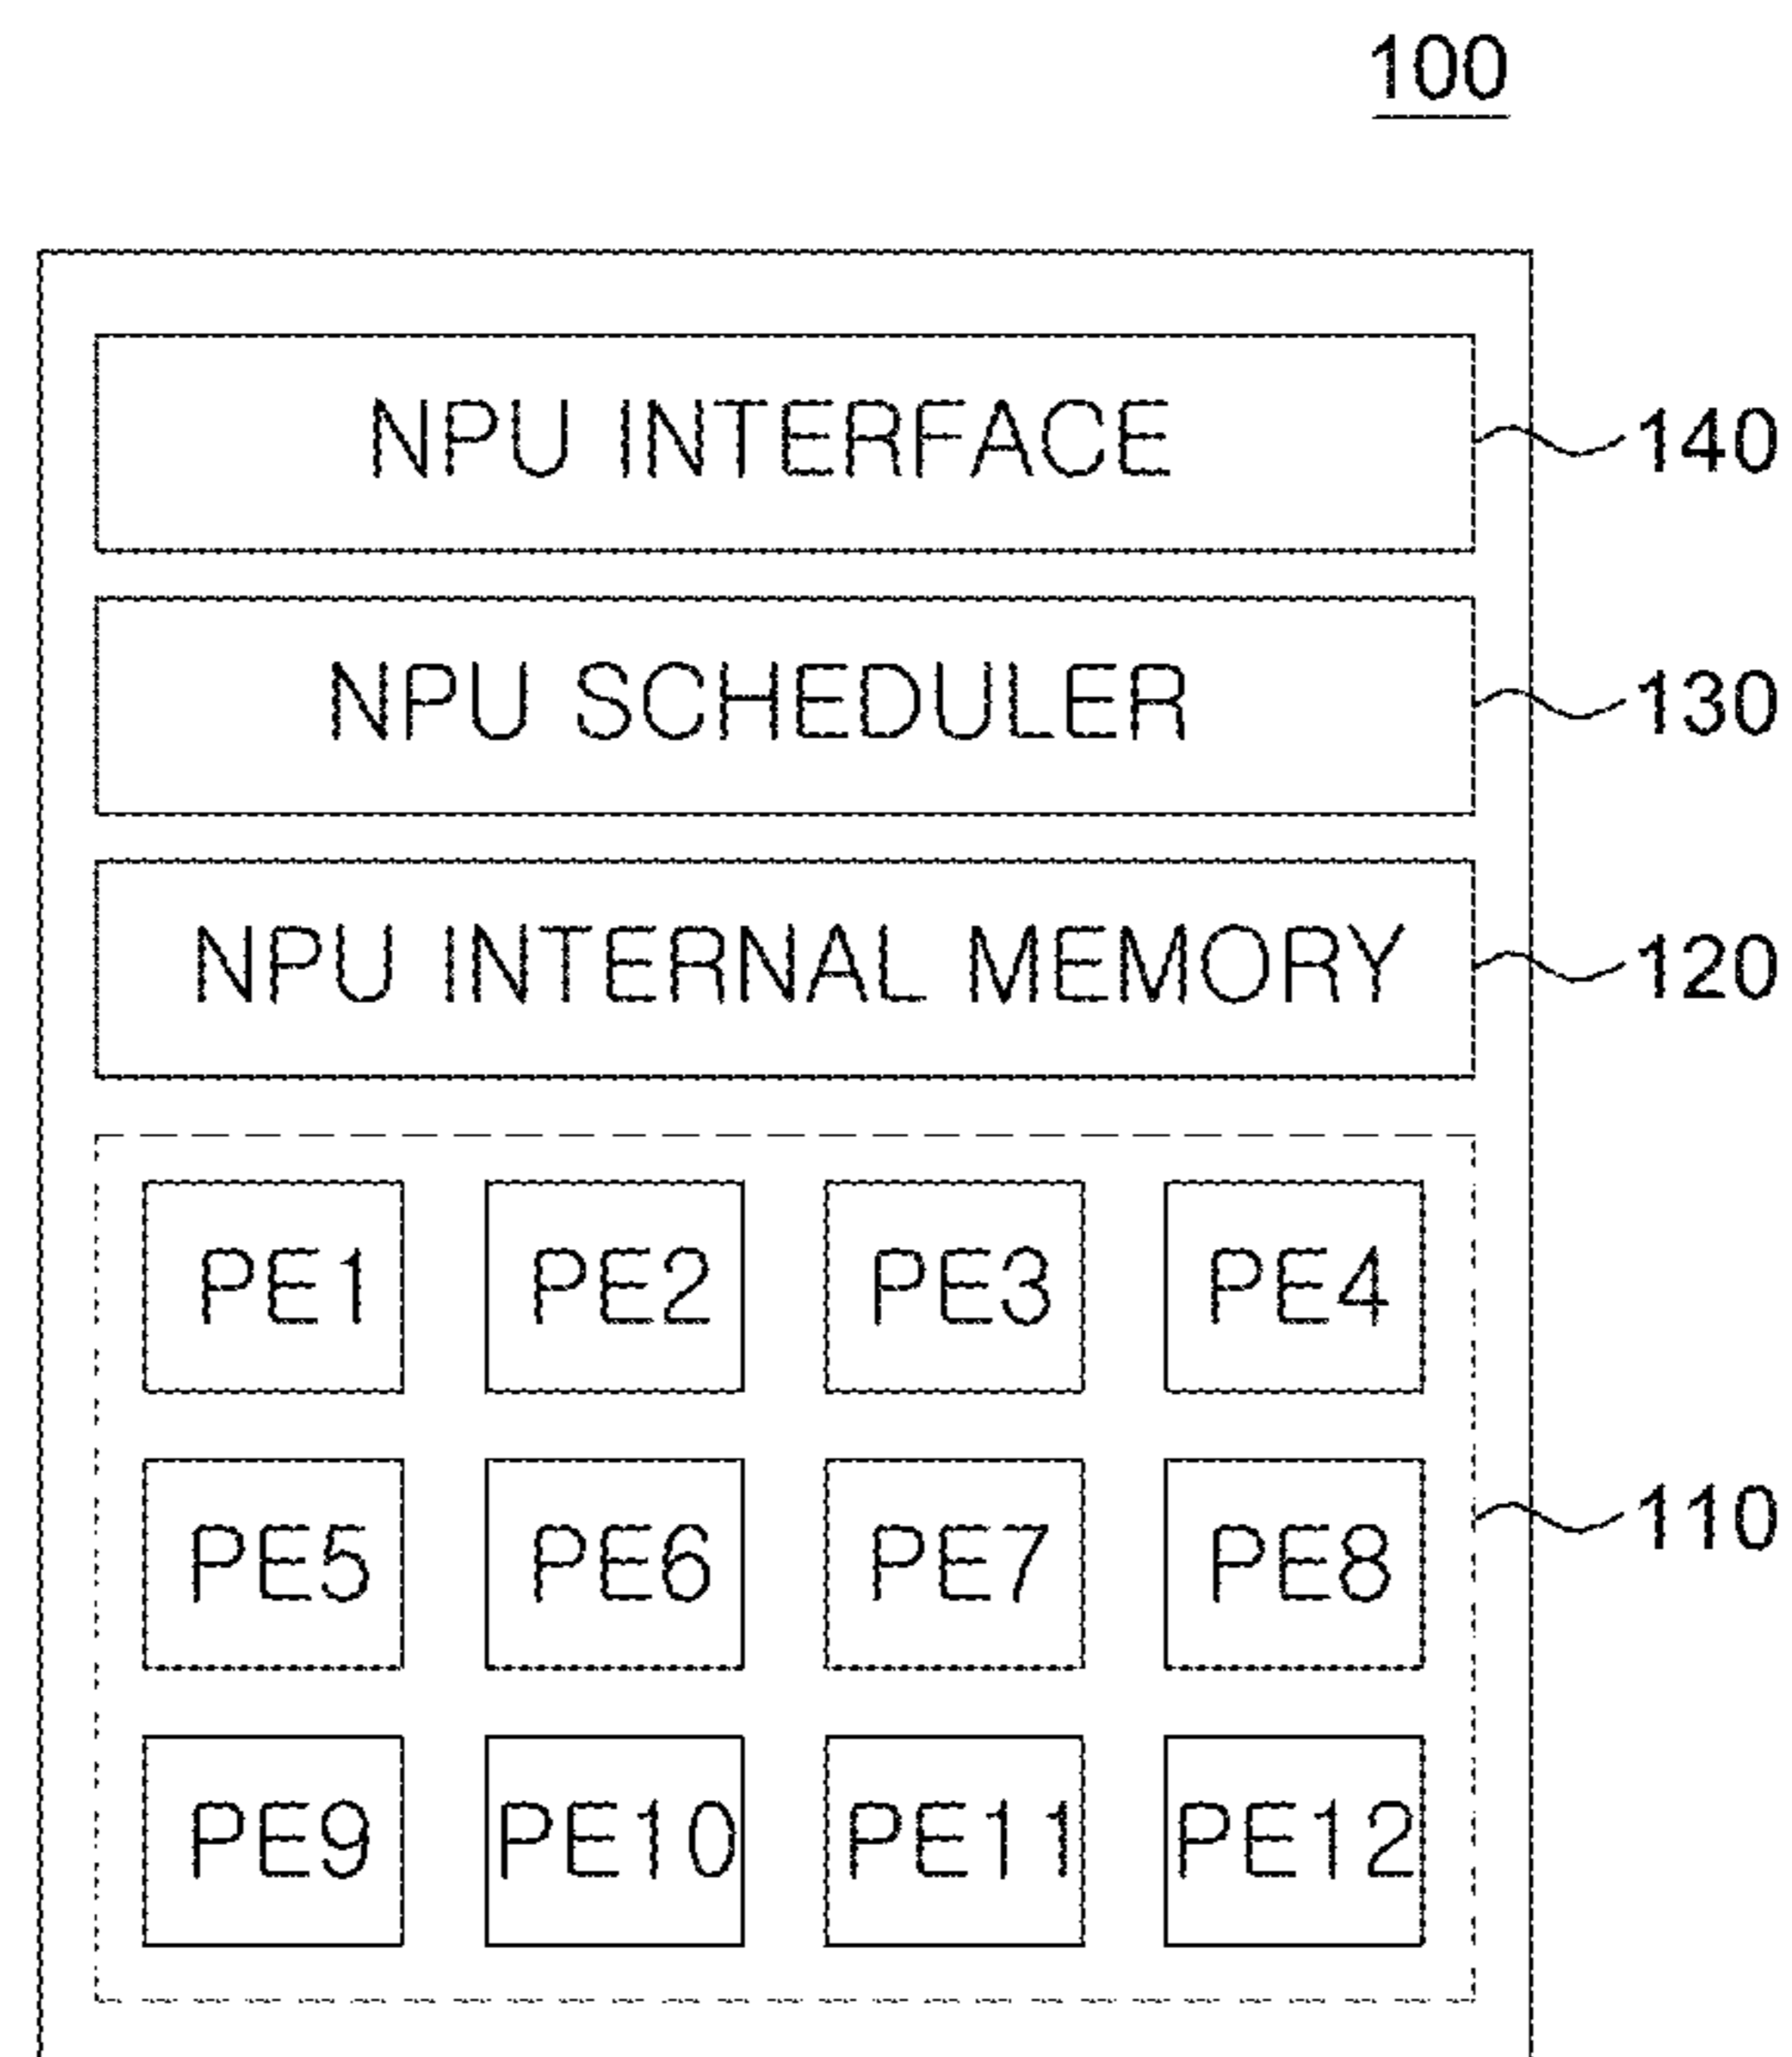 100
NPU INTERFACE
140
NPU SCHEDULER
130
NPU INTERNAL MEMORY
120
PE1 PE2 PE3 PE4
PE5 PE6 PE7 PE8
110
PE9 PE10 PE11 PE12